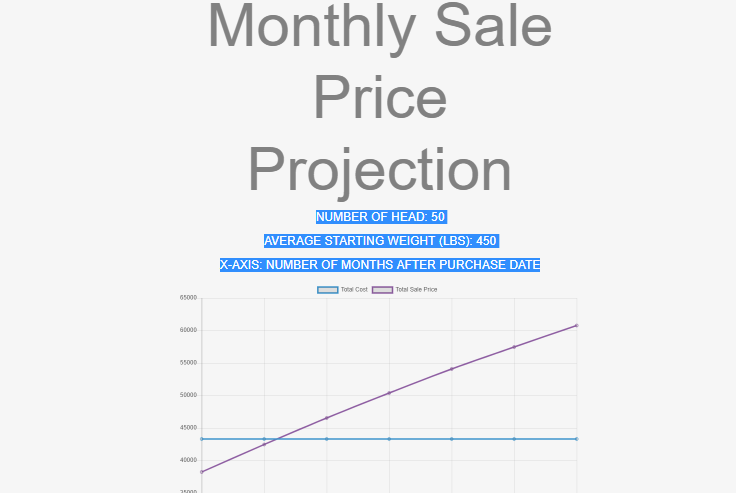 Monthly Sale
Price
Projection
NUMBER OF HEAD: 50
AVERAGE STARTING WEIGHT (LBS): 450
X-AXIS: NUMBER OF MONTHS AFTER PURCHASE DATE
Total Cost Total Sale Price
65000
60000
55000
50000
45000
40000
35000